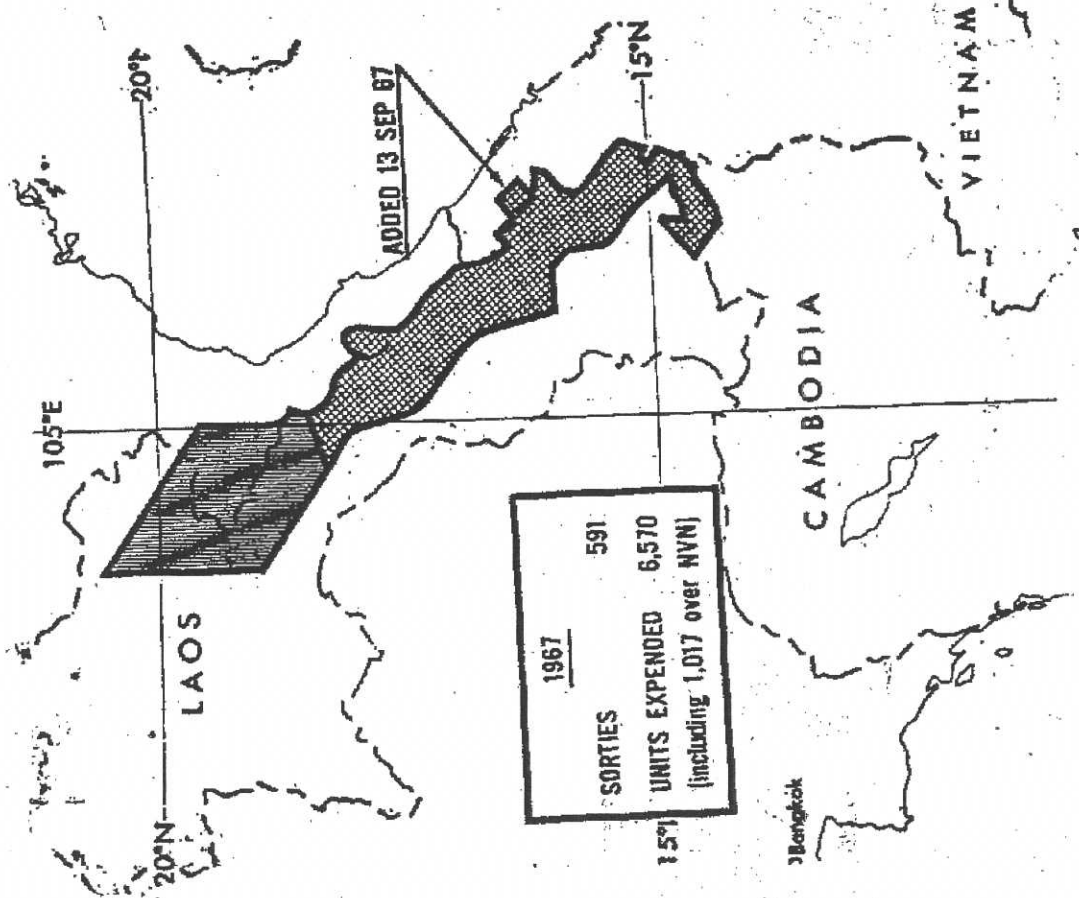 105°E
20°N
20°
LAOS
ADDED 13 SEP 67
1967
SORTIES 591
UNITS EXPENDED 6,570
(including 1,017 over NVN)
15°
15°N
Bangkok
CAMBODIA
VIETNAM